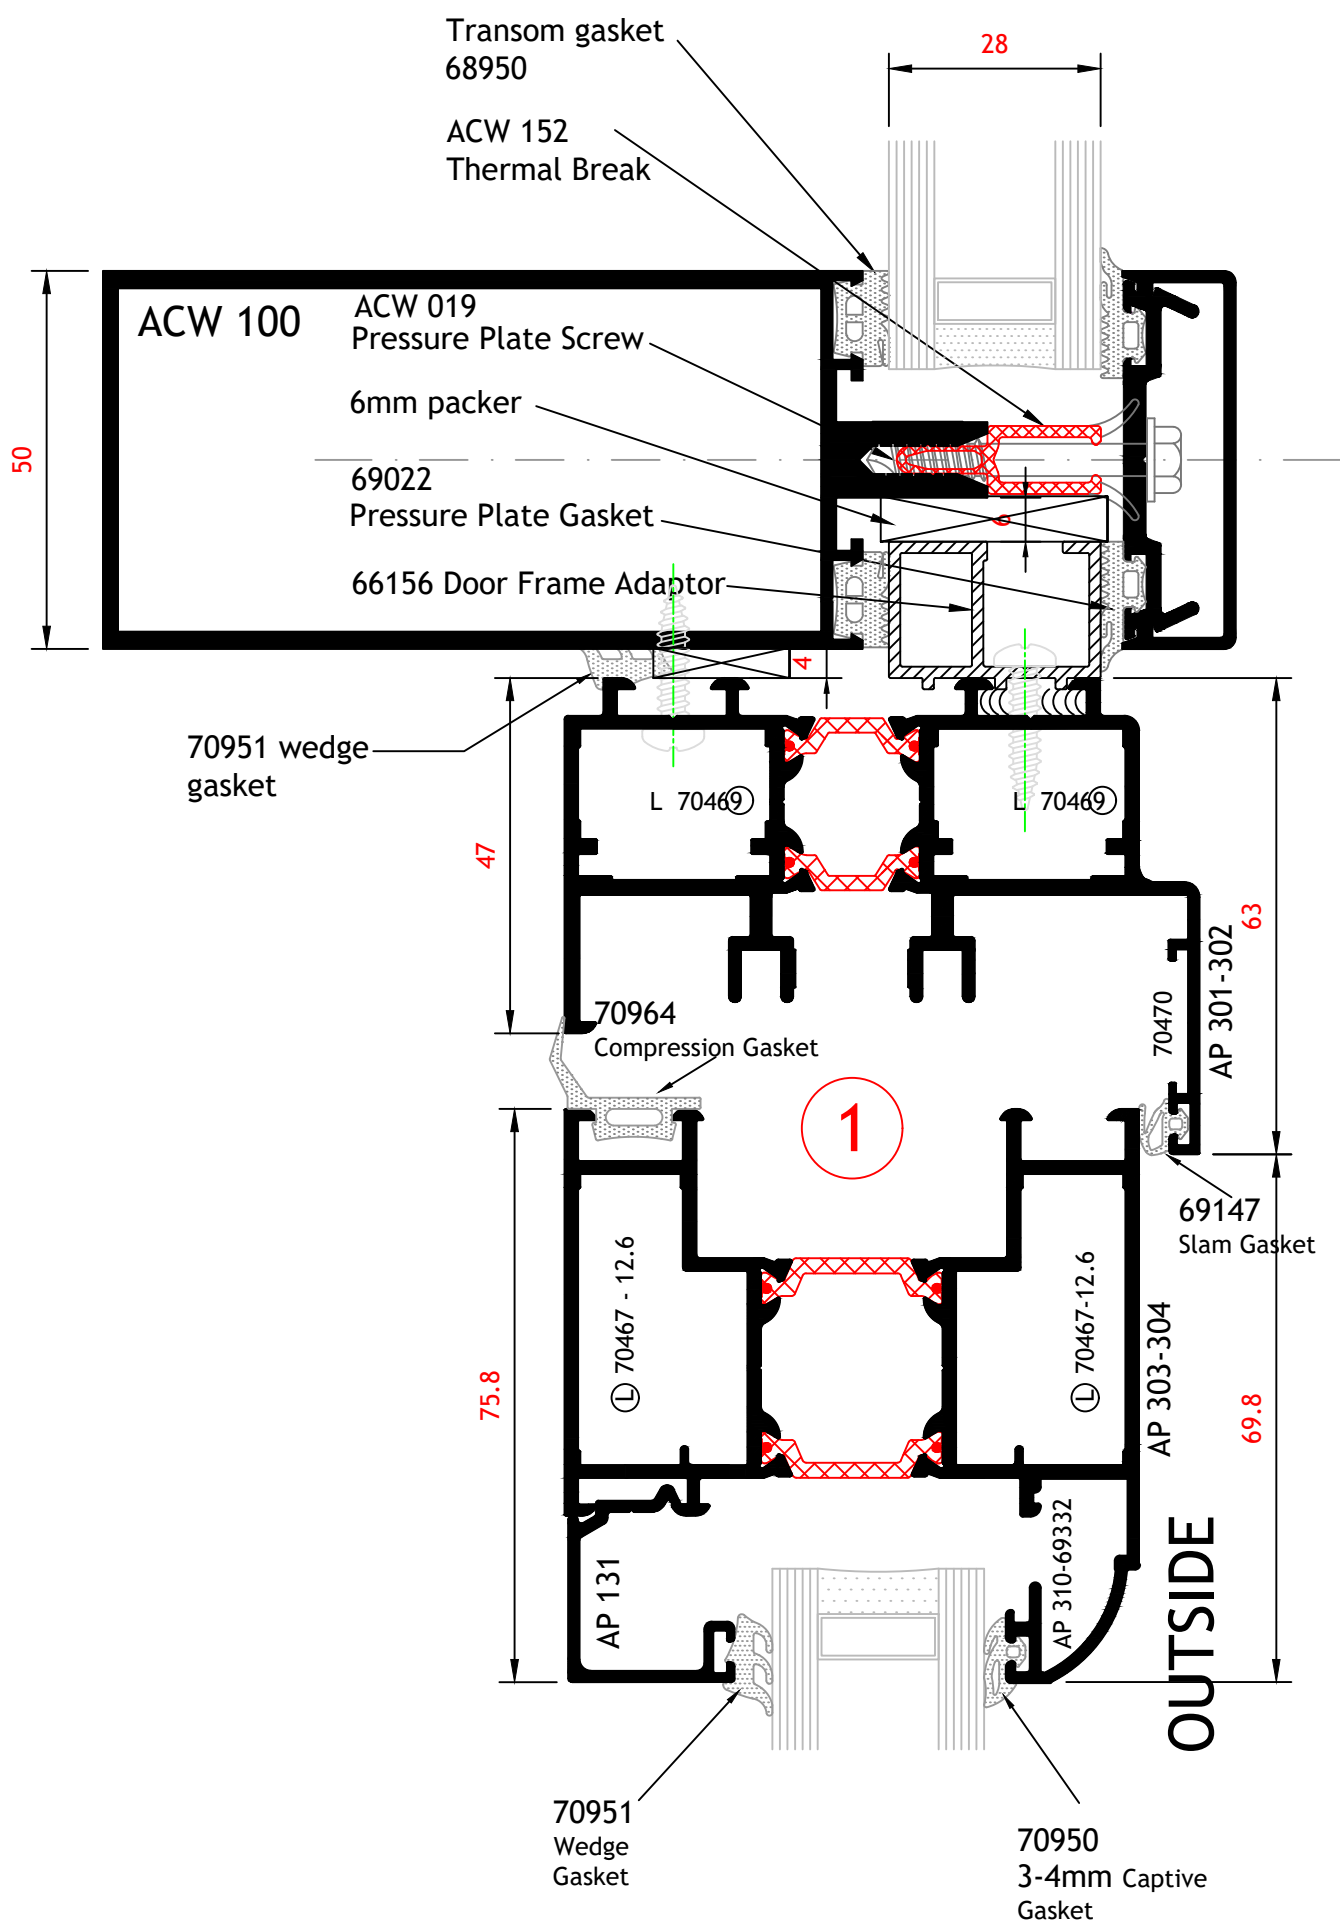 Transom gasket
68950
28
ACW 152
Thermal Break
ACW 100
ACW 019
Pressure Plate Screw
6mm packer
50
69022
Pressure Plate Gasket
6
66156 Door Frame Adaptor
4
70951 wedge
gasket
L 70469
L 70469
47
63
70964
Compression Gasket
70470
AP 301-302
1
69147
Slam Gasket
L 70467 - 12.6
L 70467-12.6
AP 303-304
75.8
69.8
AP 131
AP 310-69332
OUTSIDE
70951
Wedge
Gasket
70950
3-4mm Captive
Gasket